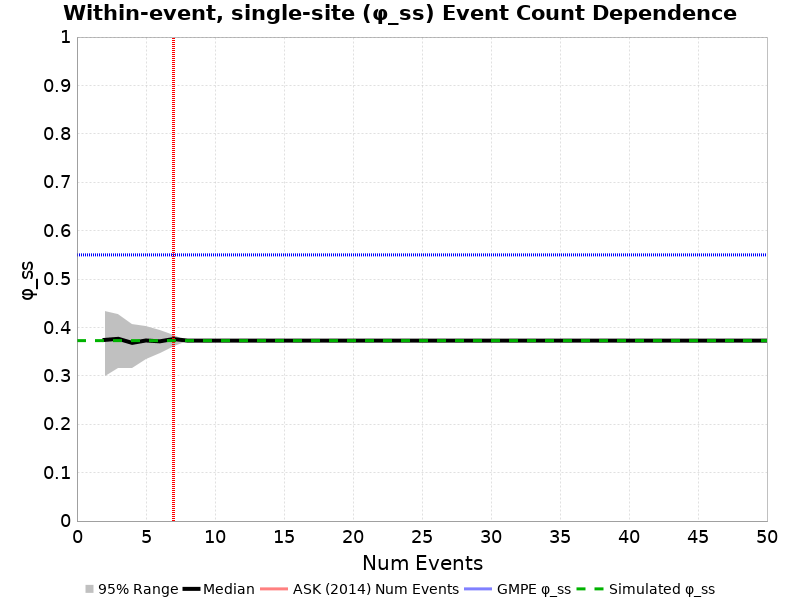 Within-event, single-site (φ_ss) Event Count Dependence
1
0.9
0.8
0.7
0.6
0.5
0.4
0.3
0.2
0.1
0
φ_ss
0 5 10 15 20 25 30 35 40 45 50
Num Events
95% Range Median ASK (2014) Num Events GMPE φ_ss Simulated φ_ss